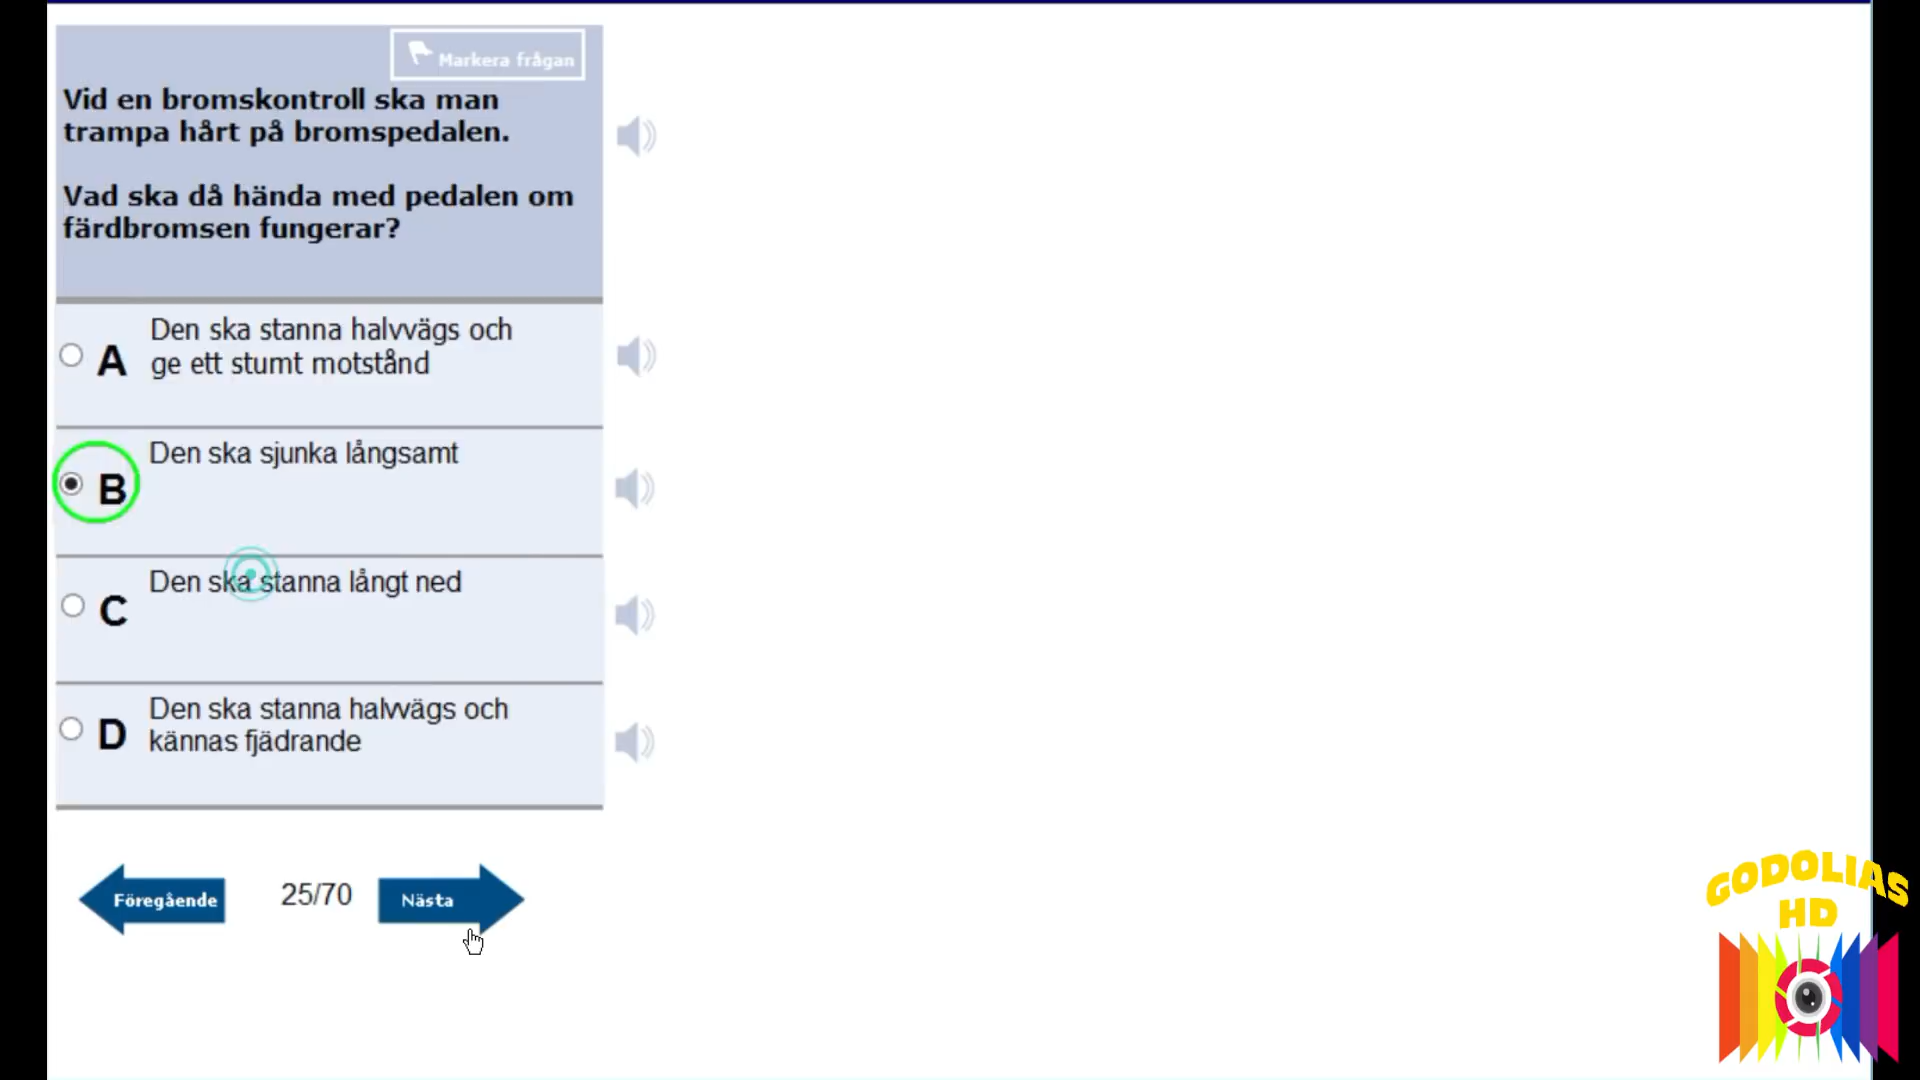 Markera frågan
Vid en bromskontroll ska man
trampa hårt på bromspedalen.
Vad ska då hända med pedalen om
färdbromsen fungerar?
A
Den ska stanna halvvägs och
ge ett stumt motstånd
B
Den ska sjunka långsamt
C
Den ska stanna långt ned
D
Den ska stanna halvvägs och
kännas fjädrande
Föregående
25/70
Nästa
GODOLIAS
HD